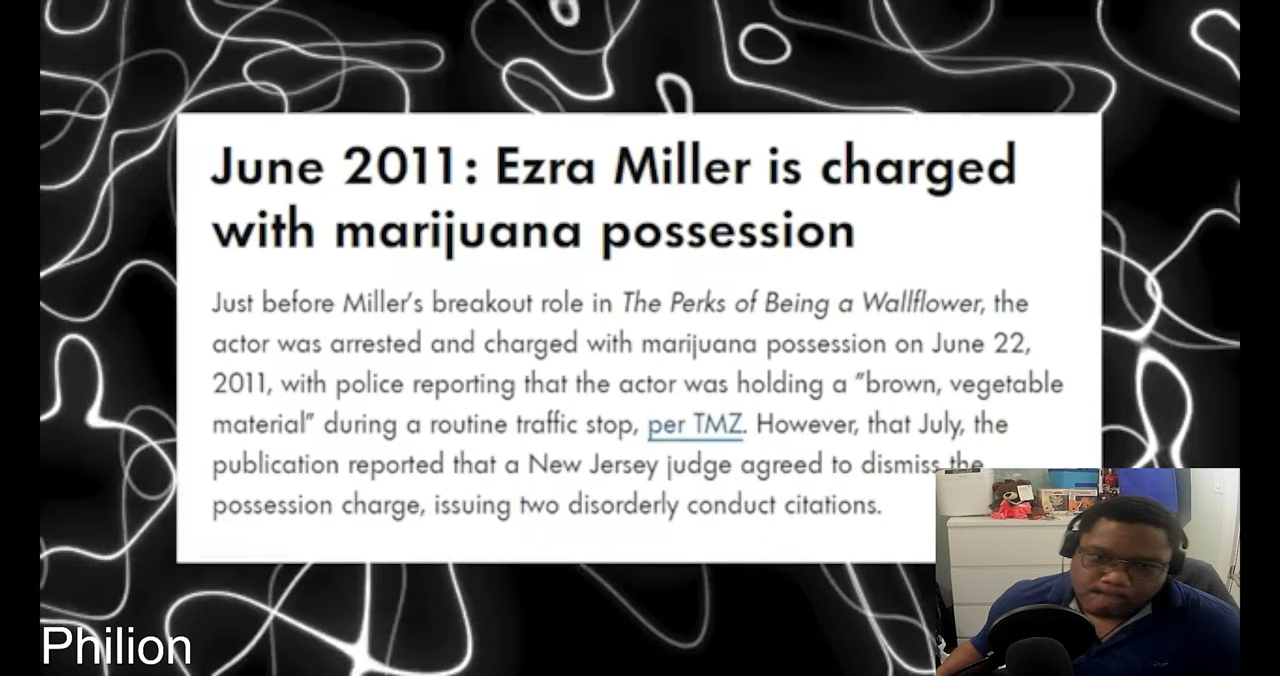 June 2011: Ezra Miller is charged
with marijuana possession
Just before Miller's breakout role in The Perks of Being a Wallflower, the
actor was arrested and charged with marijuana possession on June 22,
2011, with police reporting that the actor was holding a "brown, vegetable
material" during a routine traffic stop, per TMZ. However, that July, the
publication reported that a New Jersey judge agreed to dismiss the
possession charge, issuing two disorderly conduct citations.
Philion